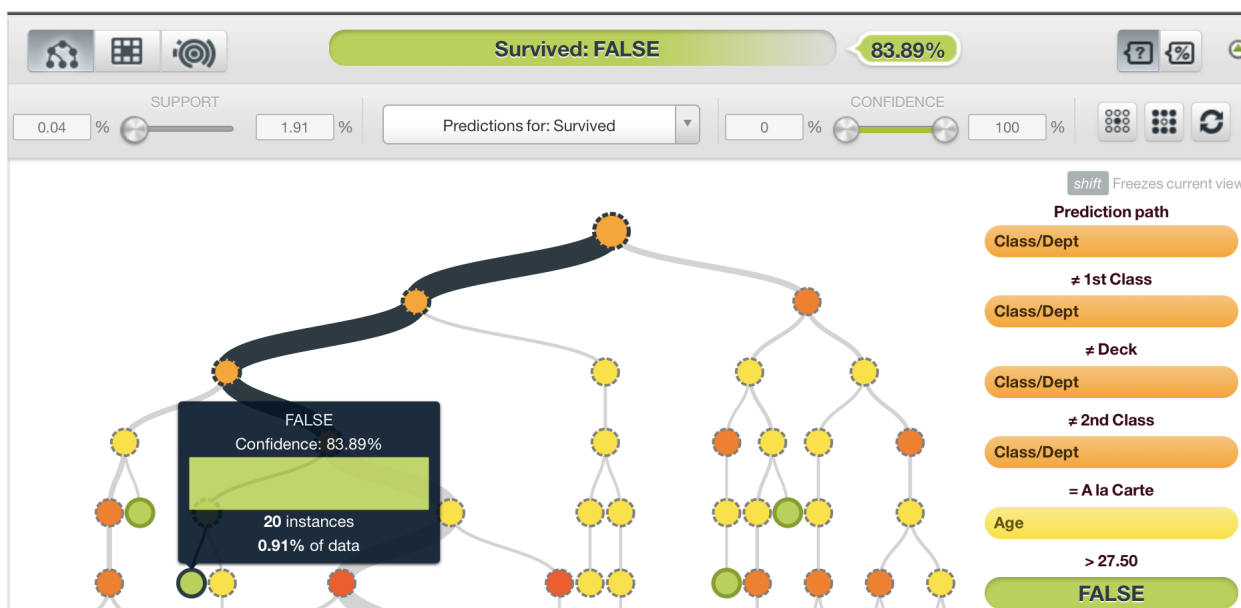 Survived: FALSE
83.89%
SUPPORT
0.04 %
1.91 %
Predictions for: Survived
CONFIDENCE
0 %
100 %
shift Freezes current view
Prediction path
Class/Dept
≠ 1st Class
Class/Dept
≠ Deck
Class/Dept
≠ 2nd Class
Class/Dept
= A la Carte
Age
> 27.50
FALSE
FALSE
Confidence: 83.89%
20 instances
0.91% of data